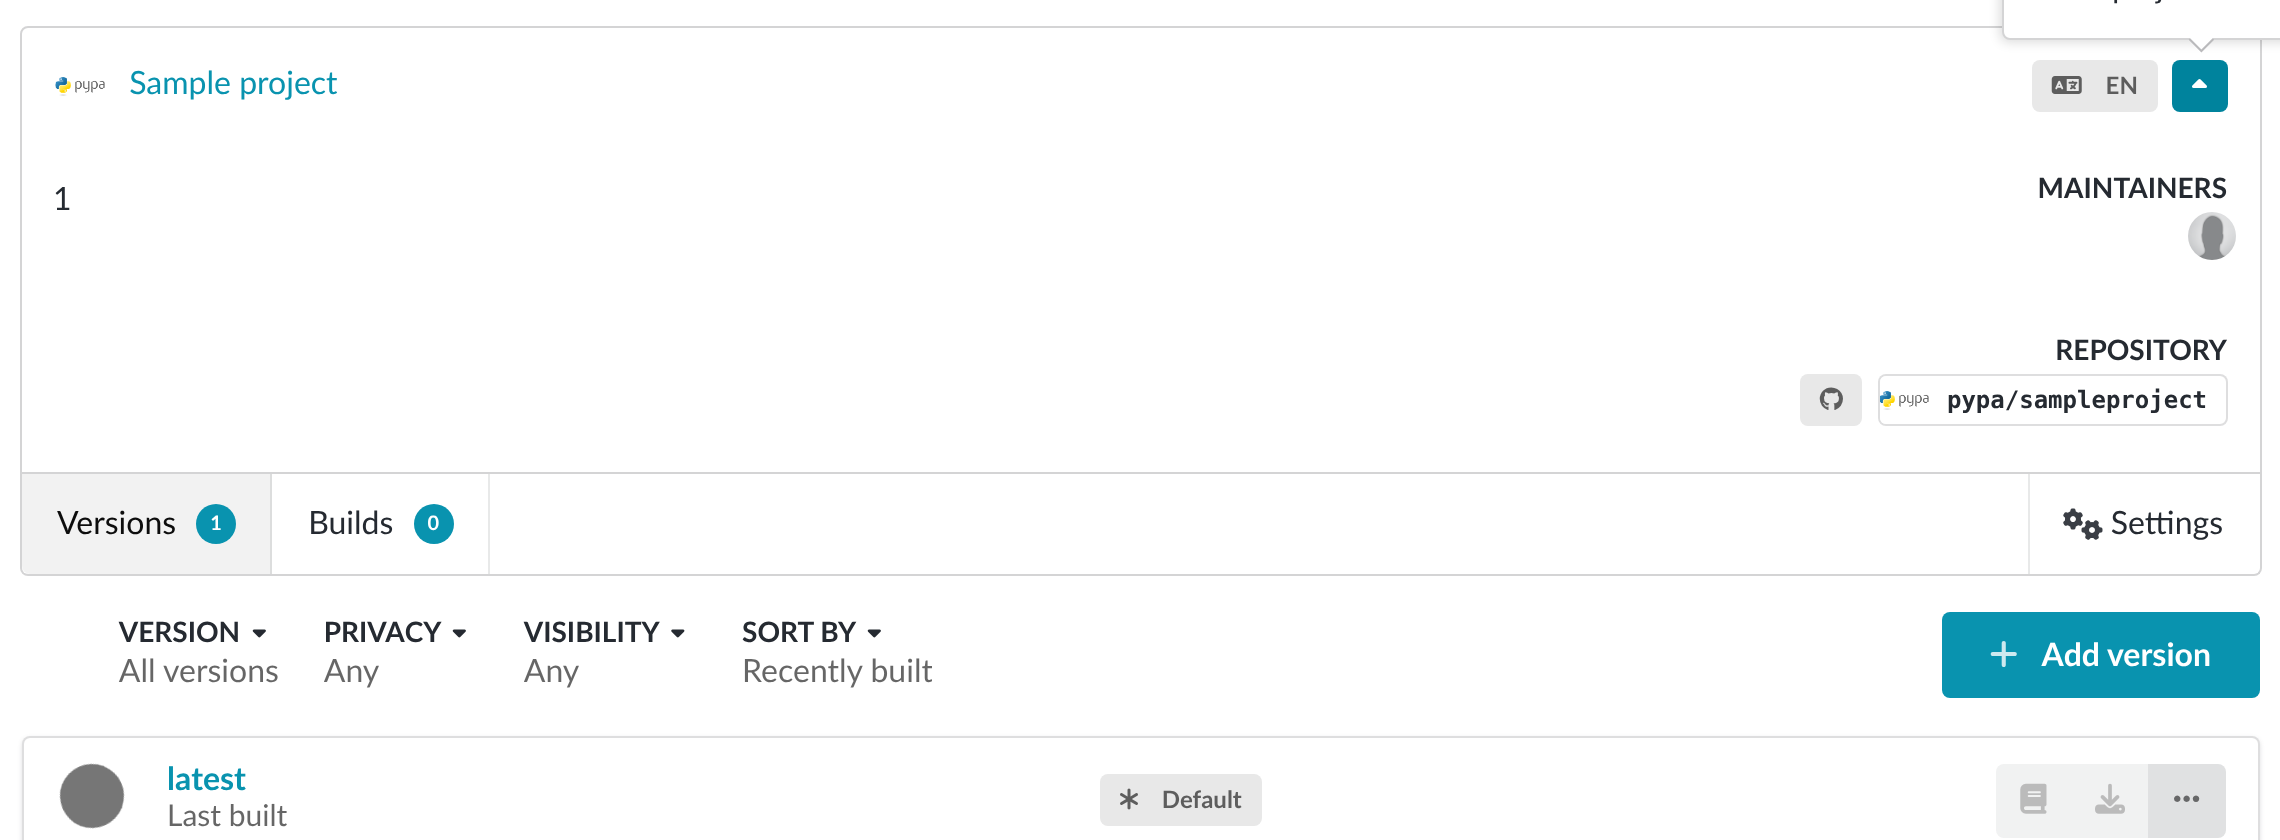 pypa Sample project
EN
1
MAINTAINERS
REPOSITORY
pypa pypa/sampleproject
Versions 1
Builds 0
Settings
VERSION
All versions
PRIVACY
Any
VISIBILITY
Any
SORT BY
Recently built
Add version
latest
Last built
Default